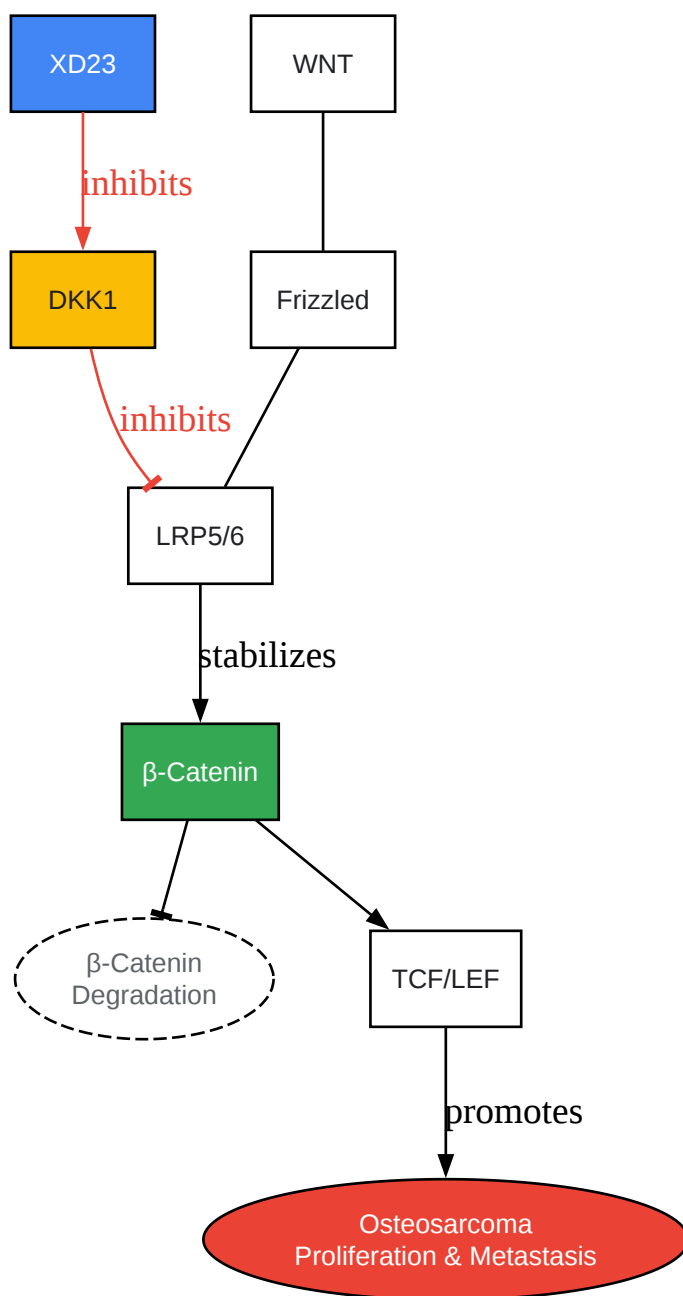 XD23
WNT
inhibits
DKK1
Frizzled
inhibits
LRP5/6
stabilizes
β-Catenin
β-Catenin
Degradation
TCF/LEF
promotes
Osteosarcoma
Proliferation & Metastasis